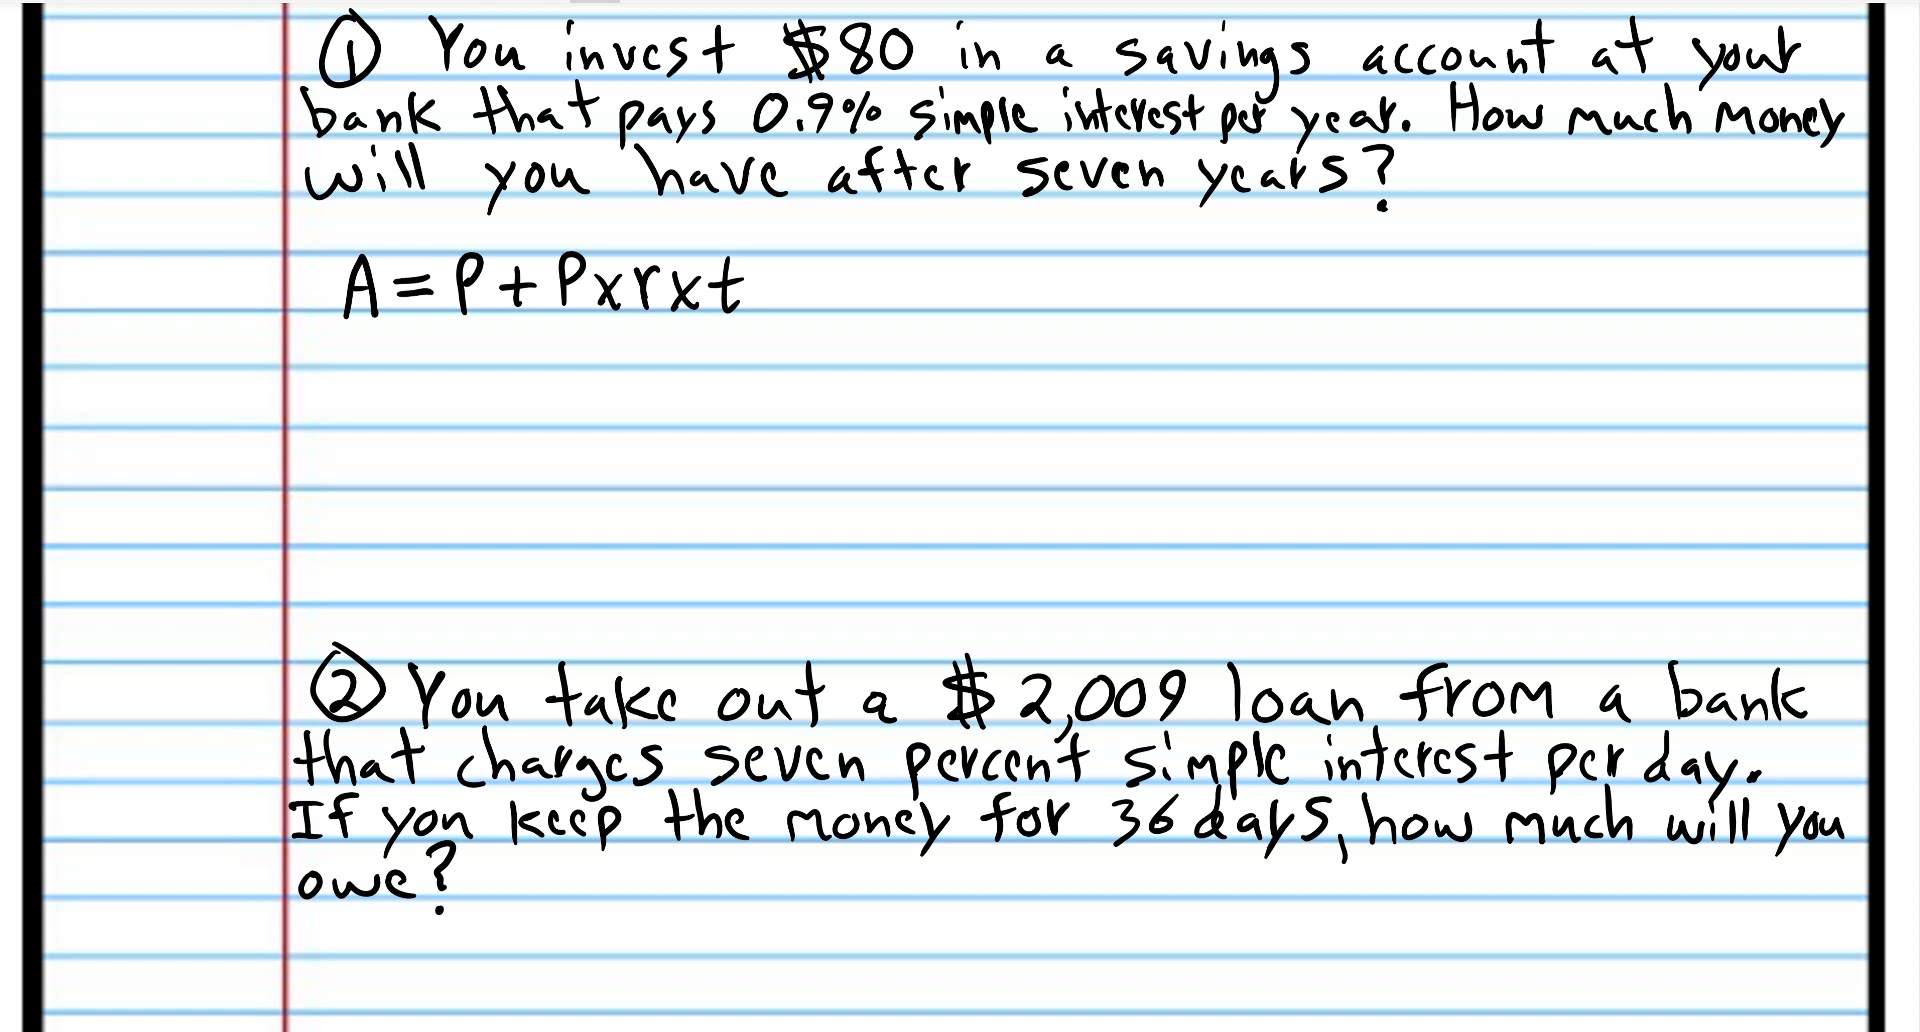 ① You invest $80 in a savings account at your
bank that pays 0.9% simple interest per year. How much money
will you have after seven years?
A = P + P x r x t
② You take out a $2,009 loan from a bank
that charges seven percent simple interest per day.
If you keep the money for 36 days, how much will you
owe?